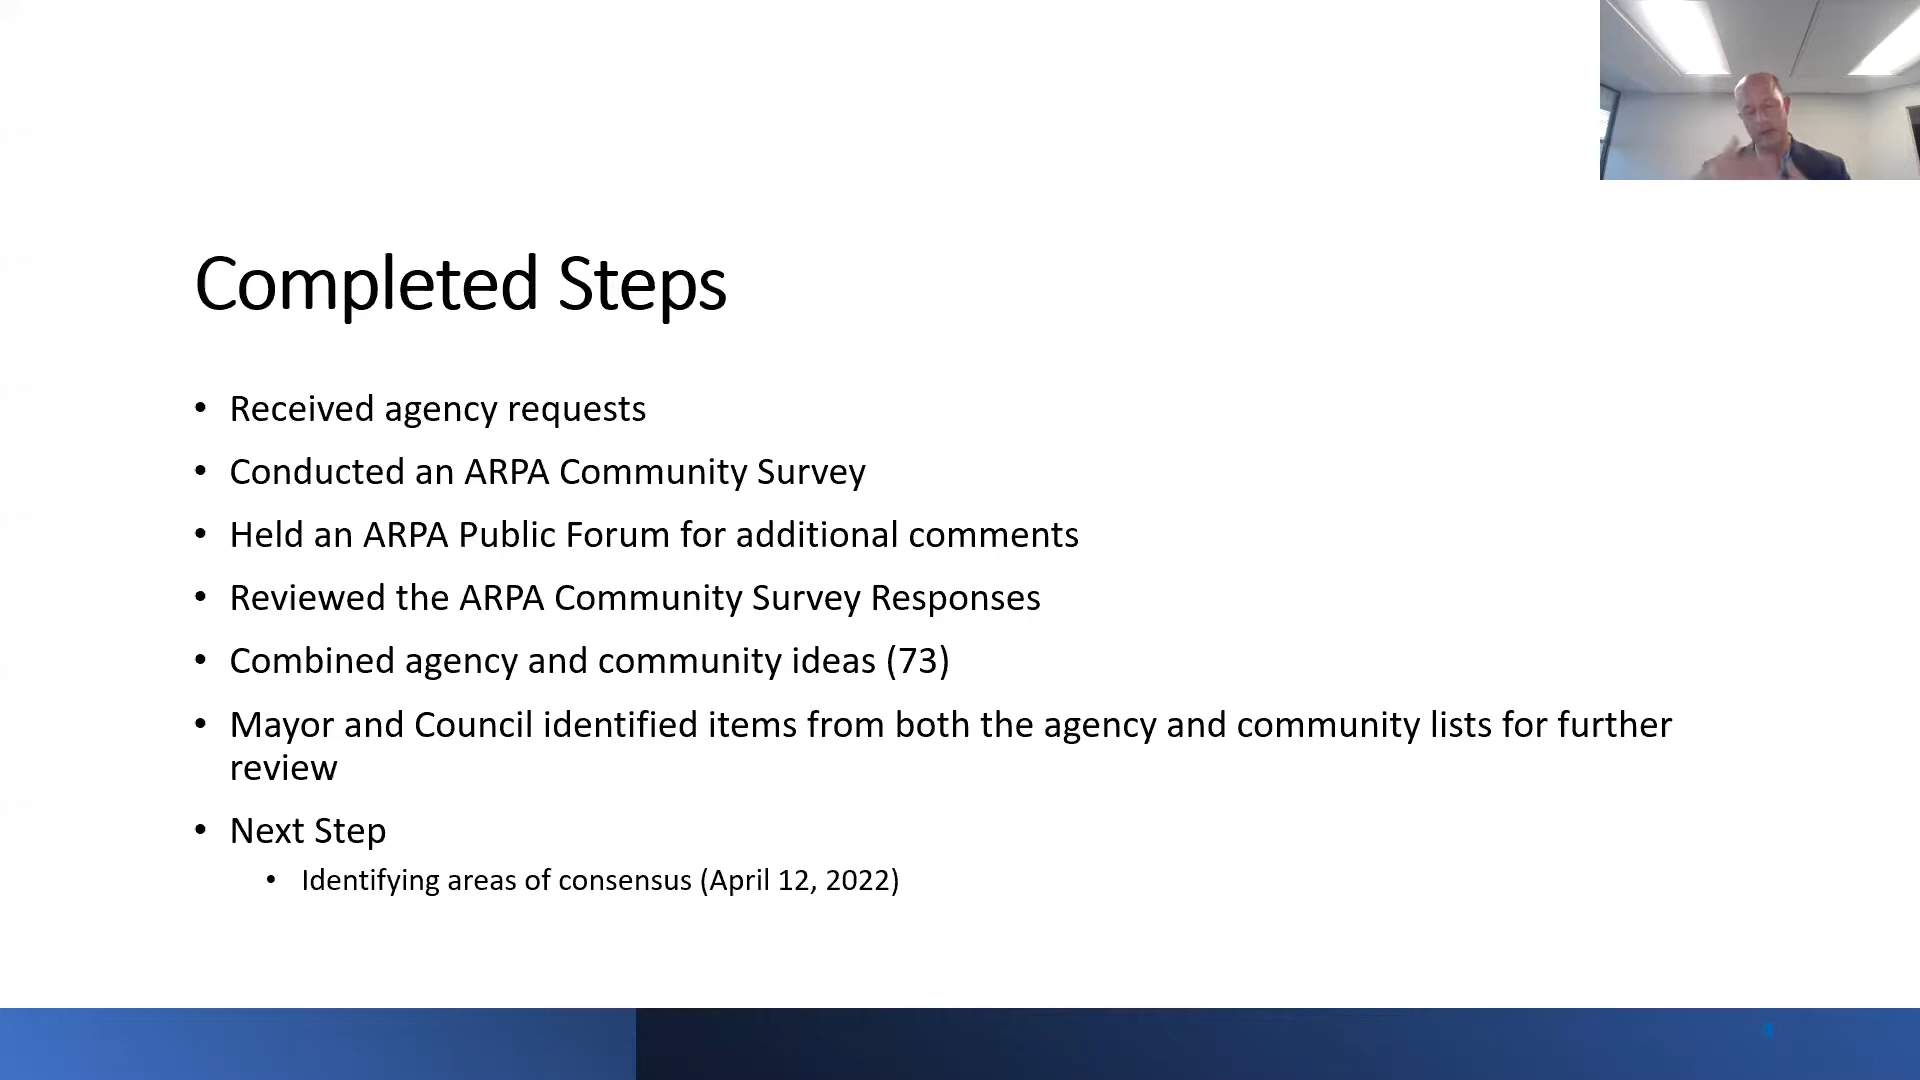 Completed Steps
• Received agency requests
• Conducted an ARPA Community Survey
• Held an ARPA Public Forum for additional comments
• Reviewed the ARPA Community Survey Responses
• Combined agency and community ideas (73)
• Mayor and Council identified items from both the agency and community lists for further
review
• Next Step
• Identifying areas of consensus (April 12, 2022)